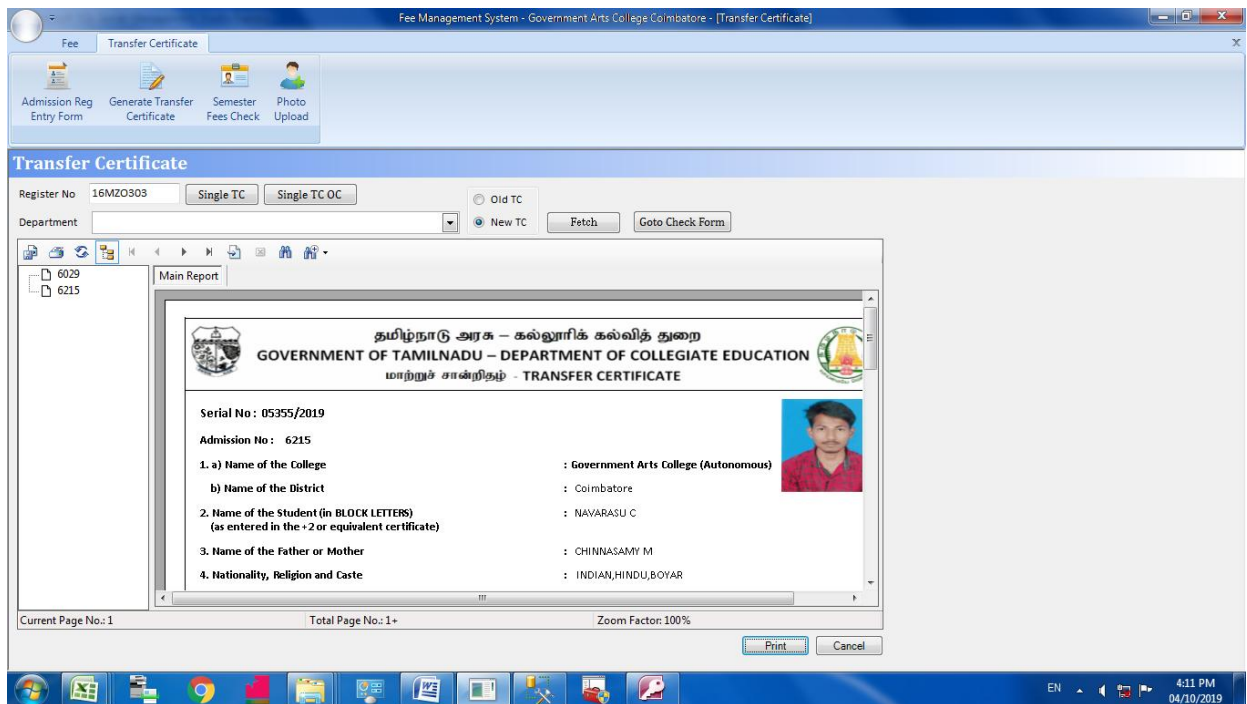 Fee Management System - Government Arts College Coimbatore - [Transfer Certificate]
Fee Transfer Certificate
Admission Reg Entry Form
Generate Transfer Certificate
Semester Fees Check
Photo Upload
Transfer Certificate
Register No 16MZO303 Single TC Single TC OC Old TC
Department New TC Fetch Goto Check Form
6029
6215
Main Report
தமிழ்நாடு அரசு – கல்லூரிக் கல்வித் துறை
GOVERNMENT OF TAMILNADU – DEPARTMENT OF COLLEGIATE EDUCATION
மாற்றுச் சான்றிதழ் - TRANSFER CERTIFICATE
Serial No : 05355/2019
Admission No : 6215
1. a) Name of the College : Government Arts College (Autonomous)
b) Name of the District : Coimbatore
2. Name of the Student (in BLOCK LETTERS) : NAVARASU C
(as entered in the +2 or equivalent certificate)
3. Name of the Father or Mother : CHINNASAMY M
4. Nationality, Religion and Caste : INDIAN,HINDU,BOYAR
Current Page No.: 1 Total Page No.: 1+ Zoom Factor: 100%
Print Cancel
EN 4:11 PM
04/10/2019